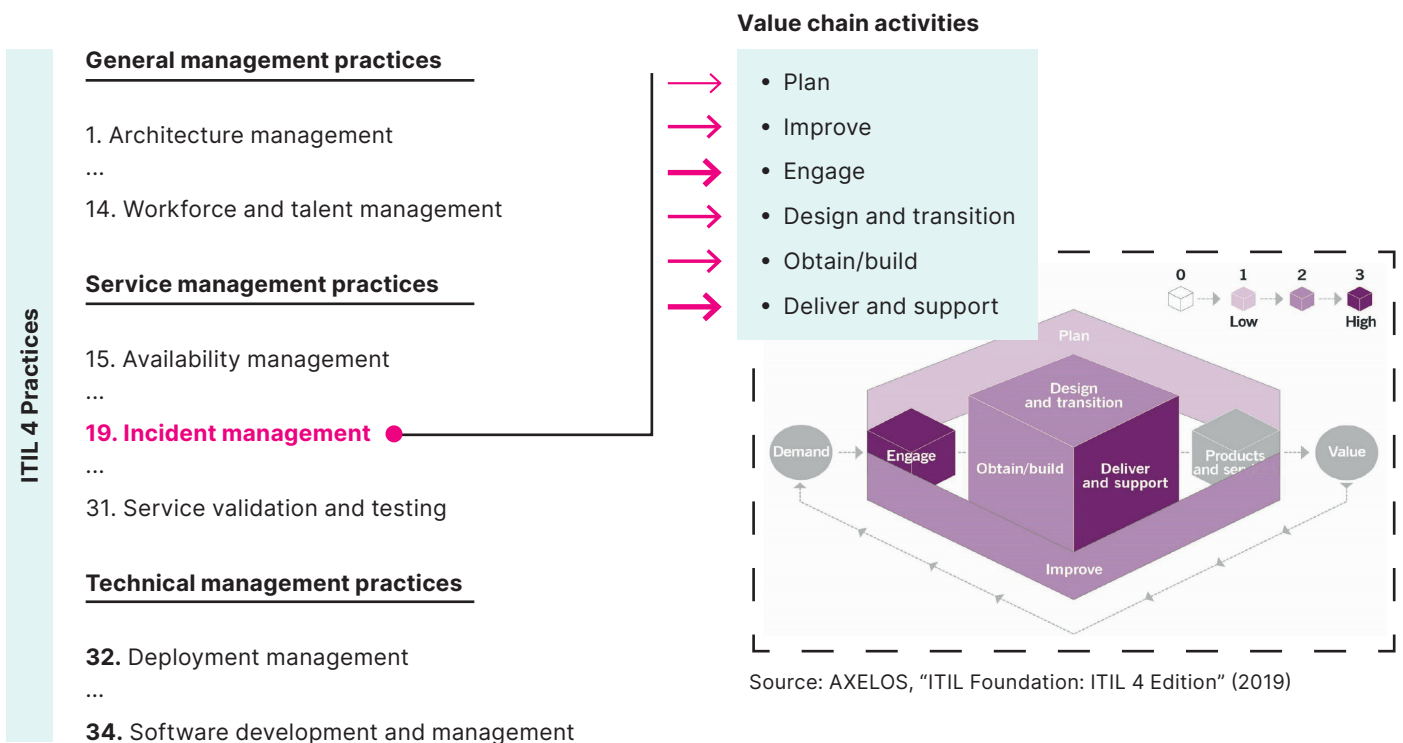 ITIL 4 Practices
General management practices
1. Architecture management
...
14. Workforce and talent management
Service management practices
15. Availability management
...
19. Incident management
...
31. Service validation and testing
Technical management practices
32. Deployment management
...
34. Software development and management
Value chain activities
• Plan
• Improve
• Engage
• Design and transition
• Obtain/build
• Deliver and support
0 1 2 3
Low High
Plan
Design
and transition
Demand
Engage
Obtain/build
Deliver
and support
Products
and
Value
Improve
Source: AXELOS, “ITIL Foundation: ITIL 4 Edition” (2019)